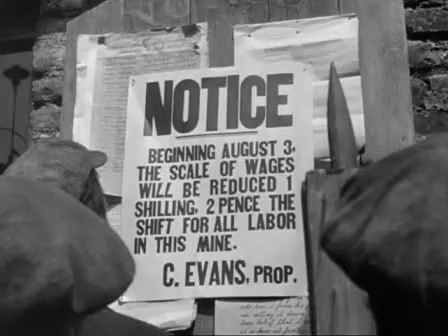 NOTICE
BEGINNING AUGUST 3,
THE SCALE OF WAGES
WILL BE REDUCED 1
SHILLING, 2 PENCE THE
SHIFT FOR ALL LABOR
IN THIS MINE.
C. EVANS, PROP.